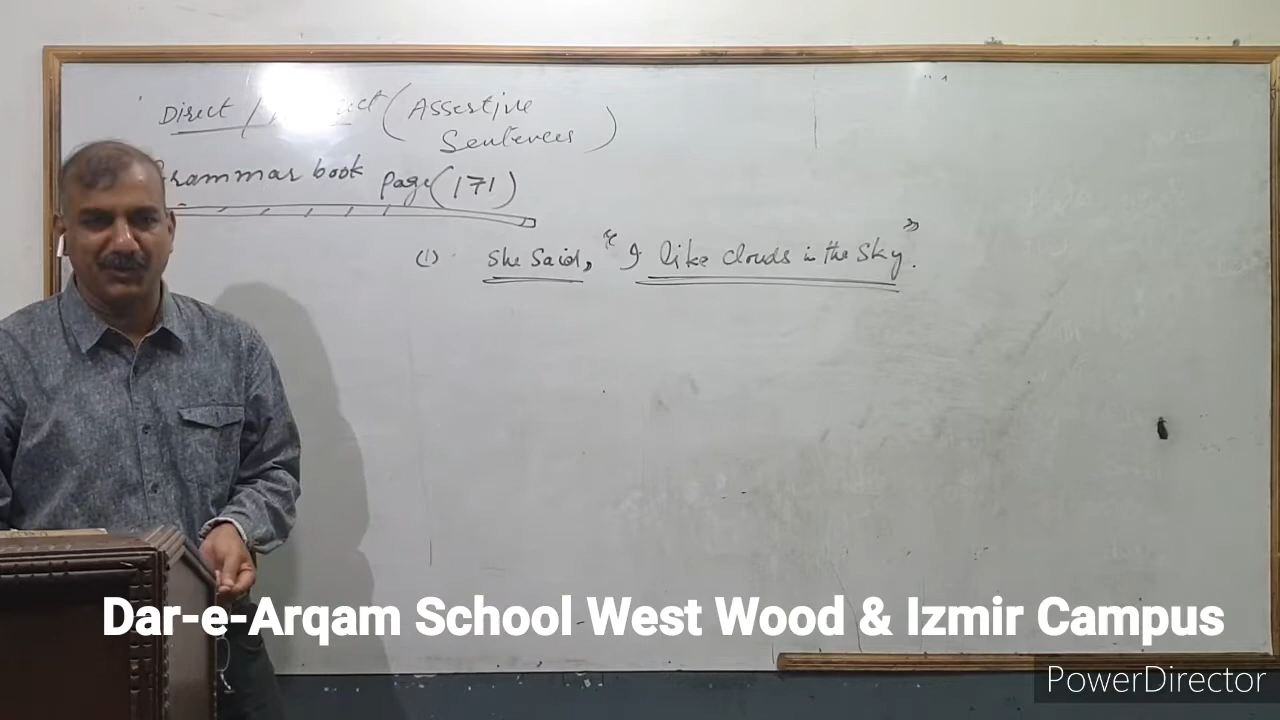 Direct / (Assertive
Sentences)
Grammar book page (171)
(1). She Said, "I like clouds in the Sky".
Dar-e-Arqam School West Wood & Izmir Campus
PowerDirector